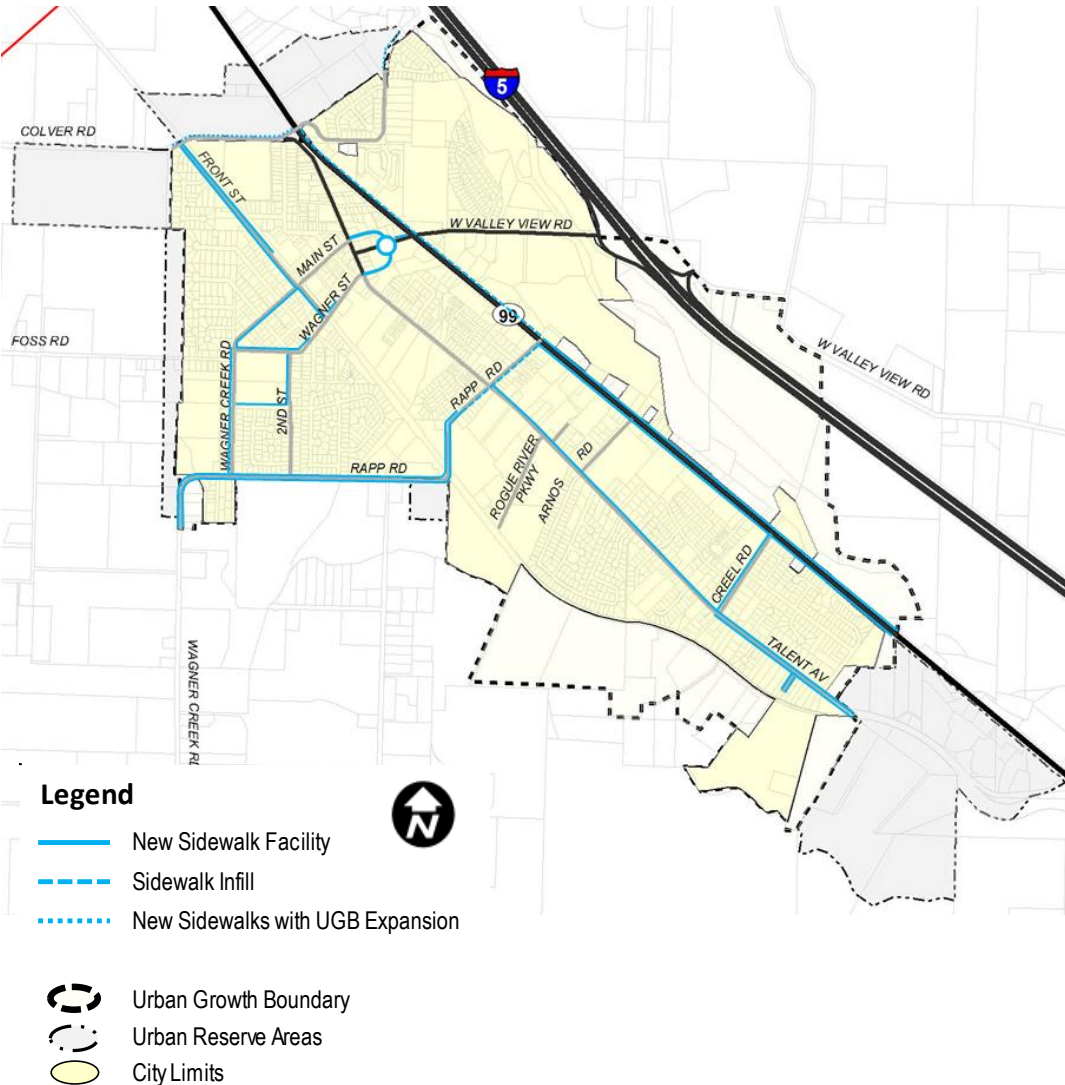 5
COLVER RD
FRONT ST
W VALLEY VIEW RD
MAIN ST
WAGNER ST
99
FOSS RD
W VALLEY VIEW RD
WAGNER CREEK RD
2ND ST
RAPP RD
RAPP RD
ROGUE RIVER
PKWY
ARNOS RD
CREEL RD
TALENT AV
WAGNER CREEK RD
Legend
N
New Sidewalk Facility
Sidewalk Infill
New Sidewalks with UGB Expansion
Urban Growth Boundary
Urban Reserve Areas
City Limits